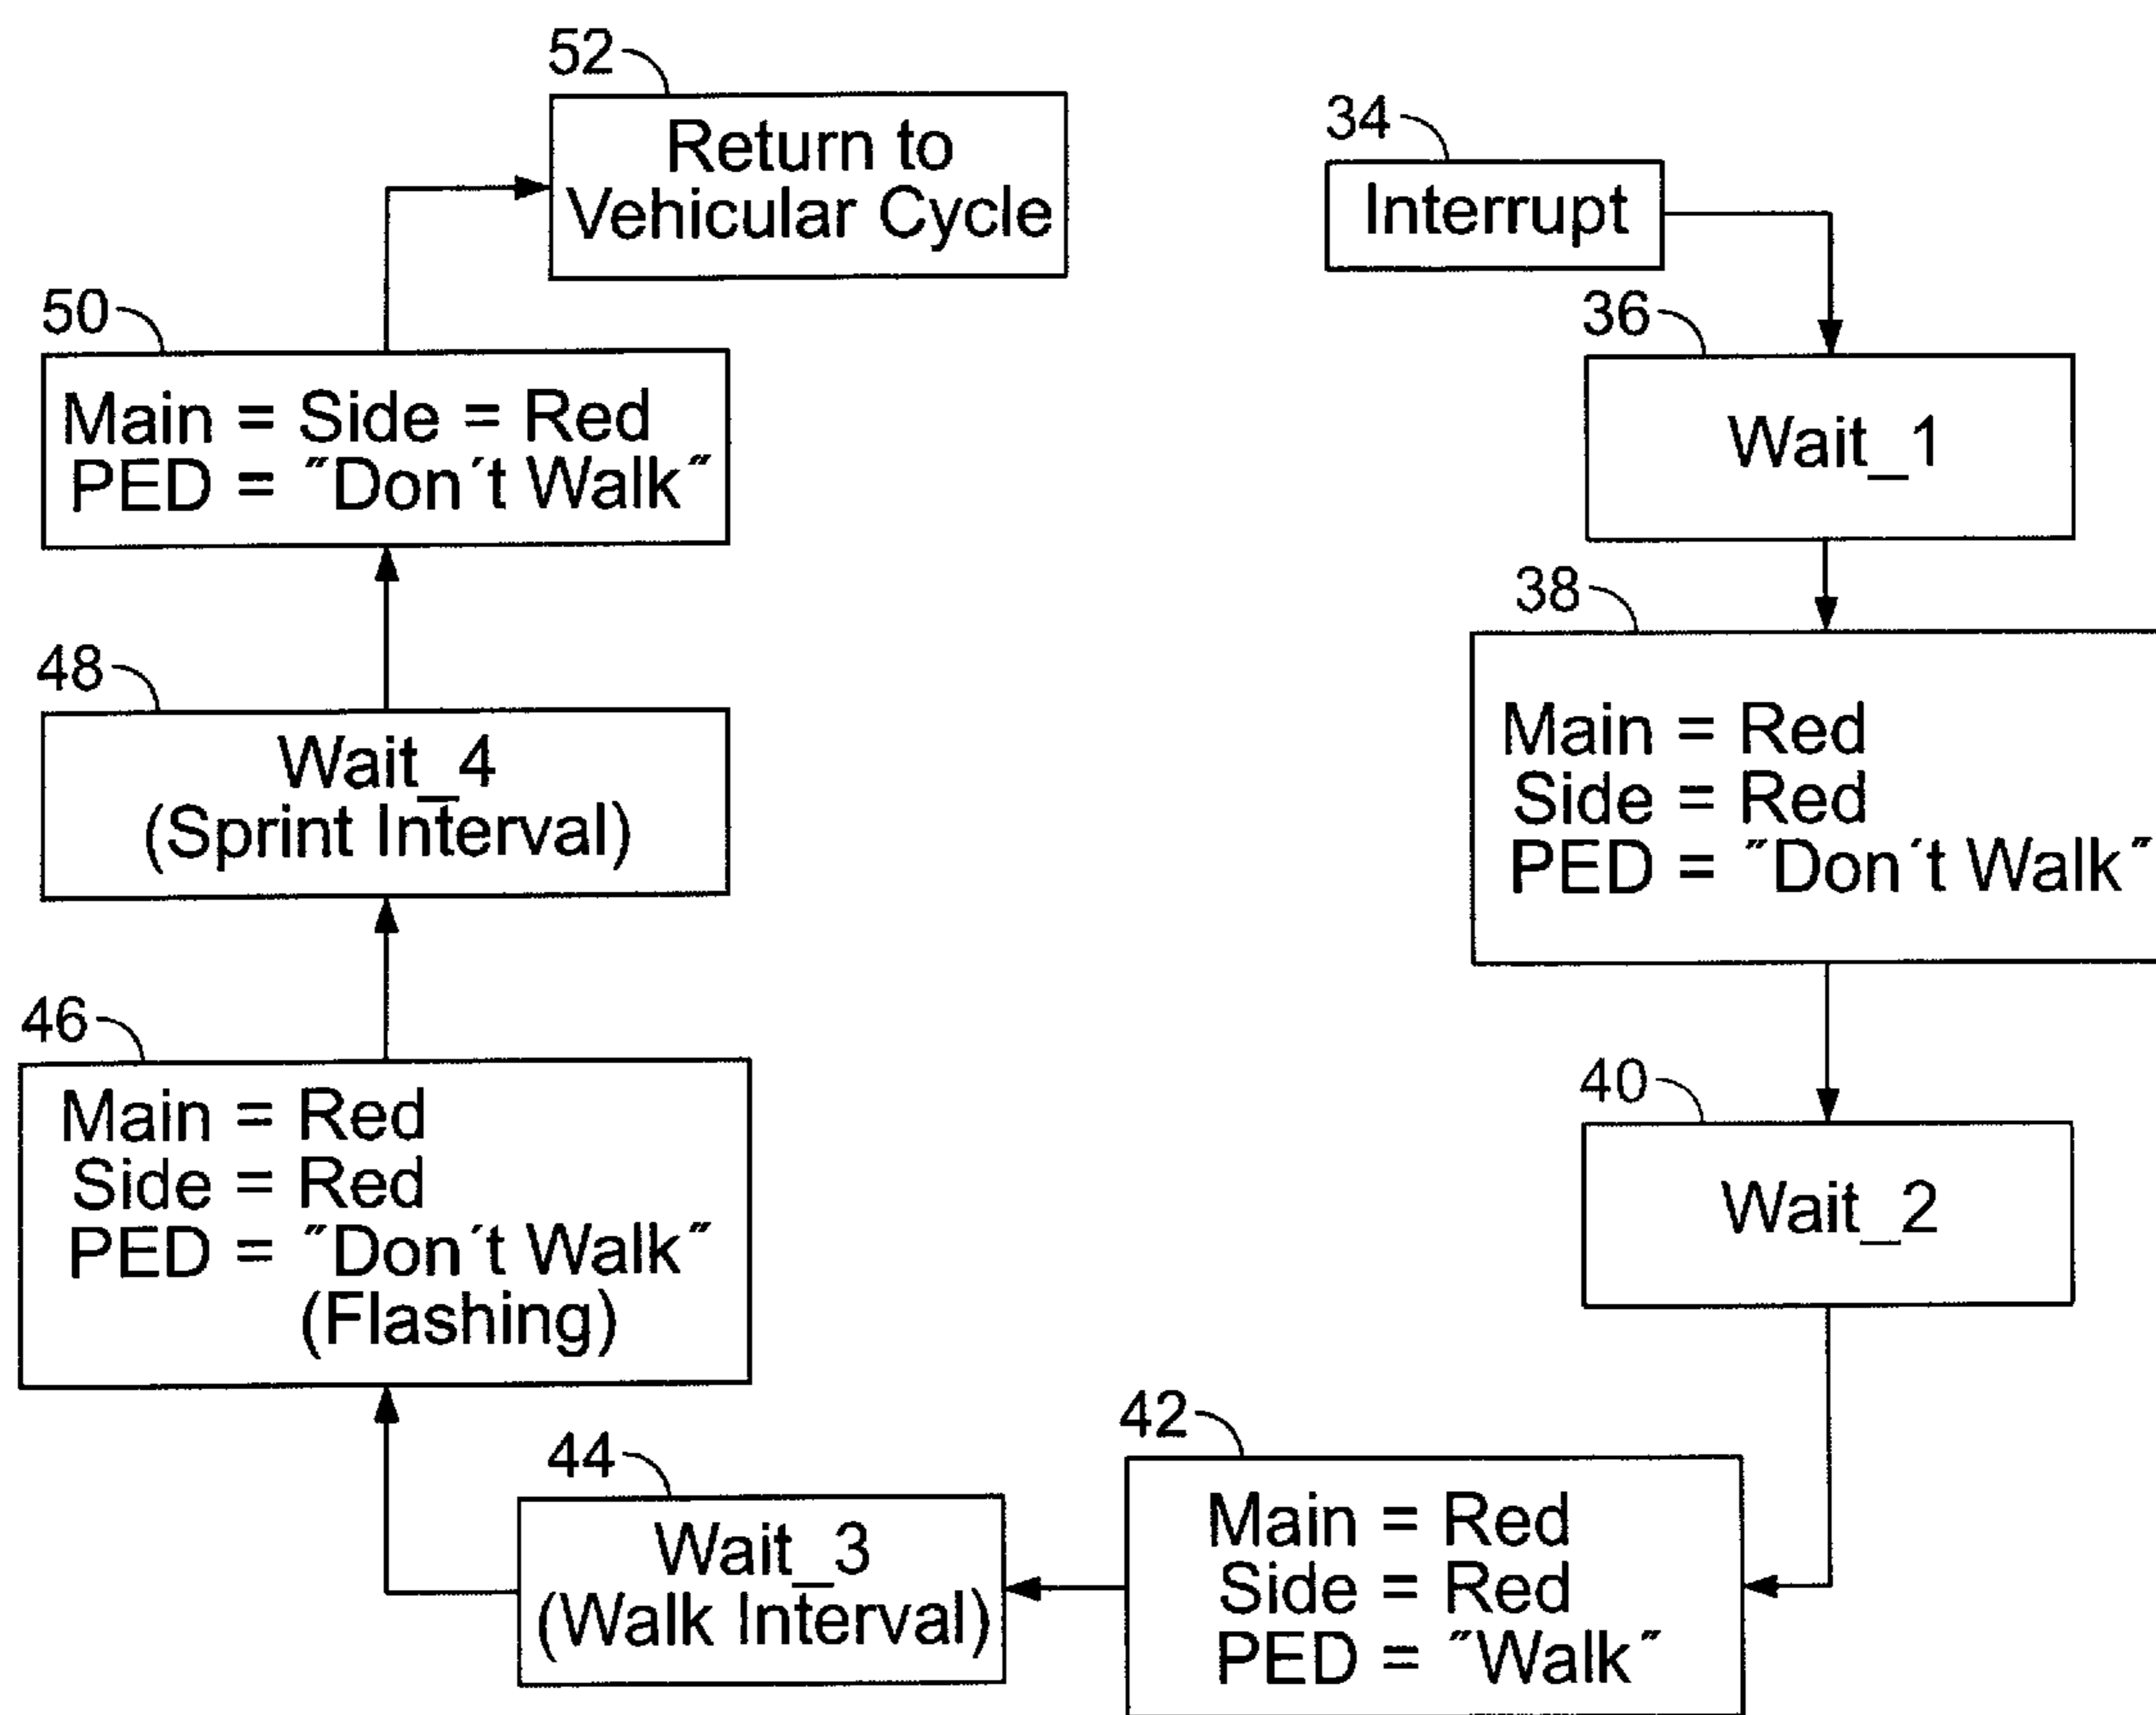 52
Return to
Vehicular Cycle
34
Interrupt
36
Wait_1
38
Main = Red
Side = Red
PED = "Don´t Walk"
40
Wait_2
42
Main = Red
Side = Red
PED = "Walk"
44
Wait_3
(Walk Interval)
46
Main = Red
Side = Red
PED = "Don´t Walk"
(Flashing)
48
Wait_4
(Sprint Interval)
50
Main = Side = Red
PED = "Don´t Walk"